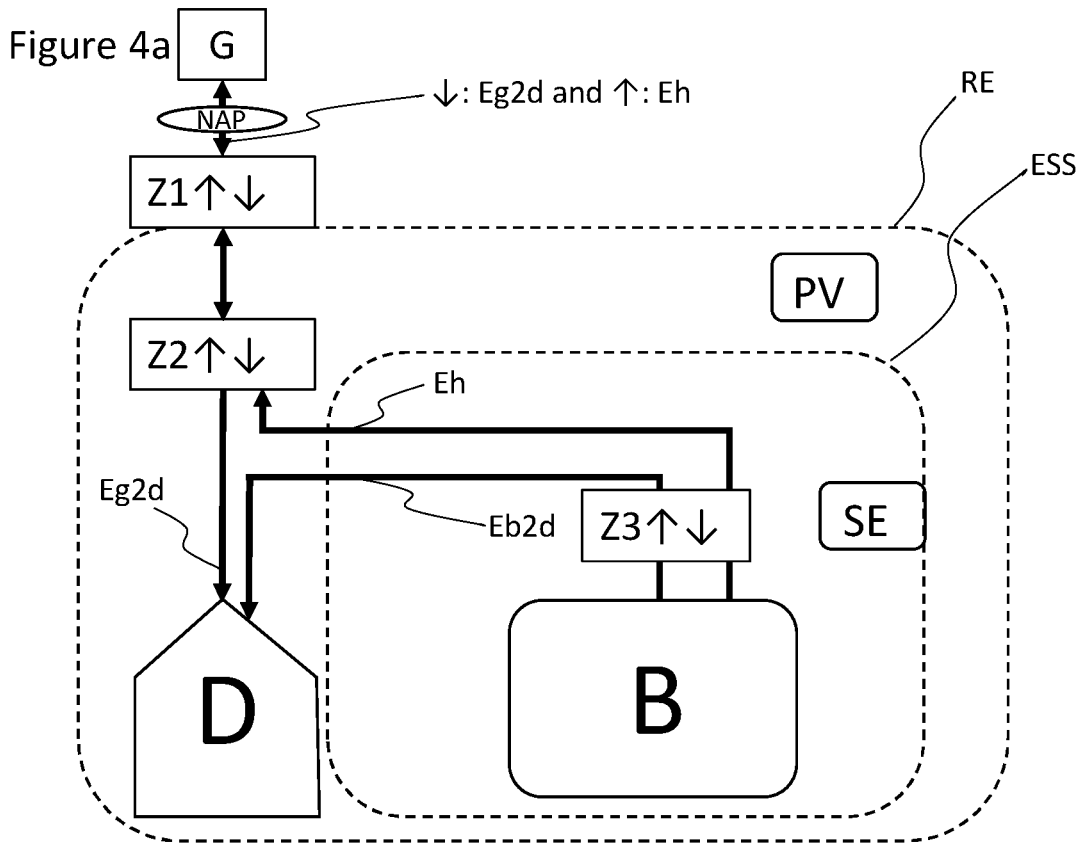 Figure 4a
G
NAP
↓: Eg2d and ↑: Eh
RE
ESS
Z1↑↓
PV
Z2↑↓
Eh
Eg2d
Eb2d
Z3↑↓
SE
D
B